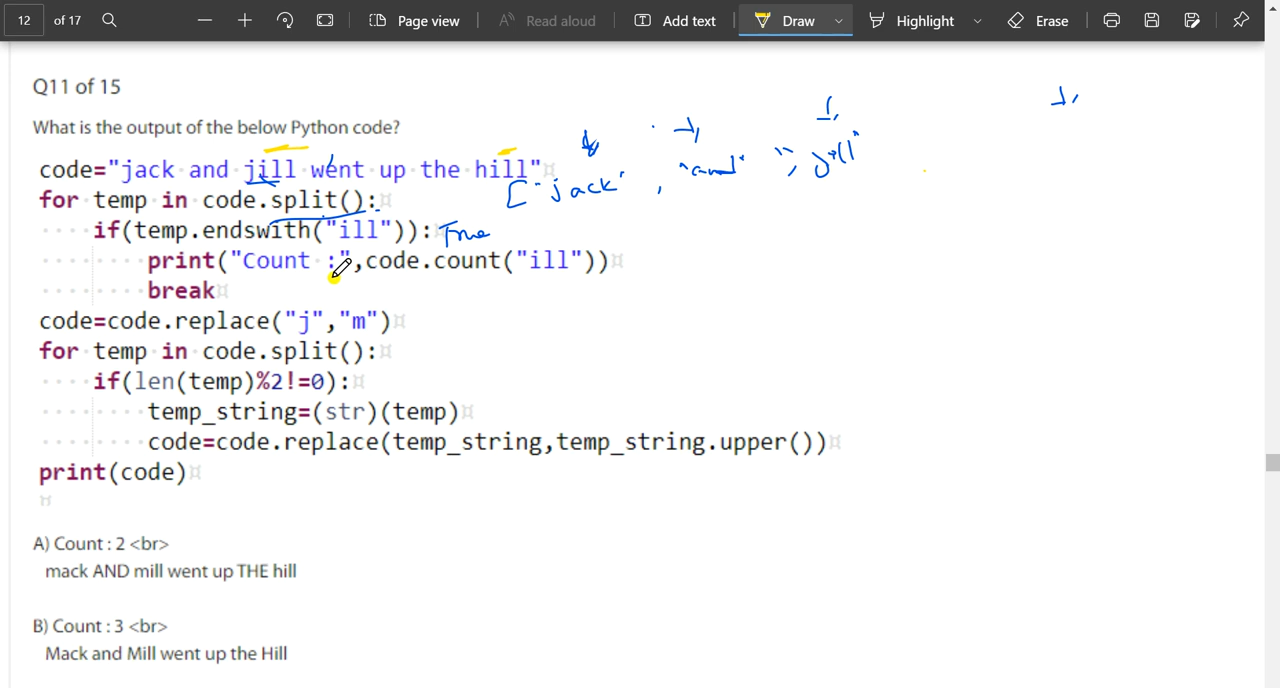 12 of 17 Page view Read aloud Add text Draw Highlight Erase
Q11 of 15
What is the output of the below Python code?
code="jack and jill went up the hill"
["jack", "and", jill"
for temp in code.split():
if(temp.endswith("ill")): True
print("Count :",code.count("ill"))
break
code=code.replace("j","m")
for temp in code.split():
if(len(temp)%2!=0):
temp_string=(str)(temp)
code=code.replace(temp_string,temp_string.upper())
print(code)
A) Count : 2 <br>
mack AND mill went up THE hill
B) Count : 3 <br>
Mack and Mill went up the Hill